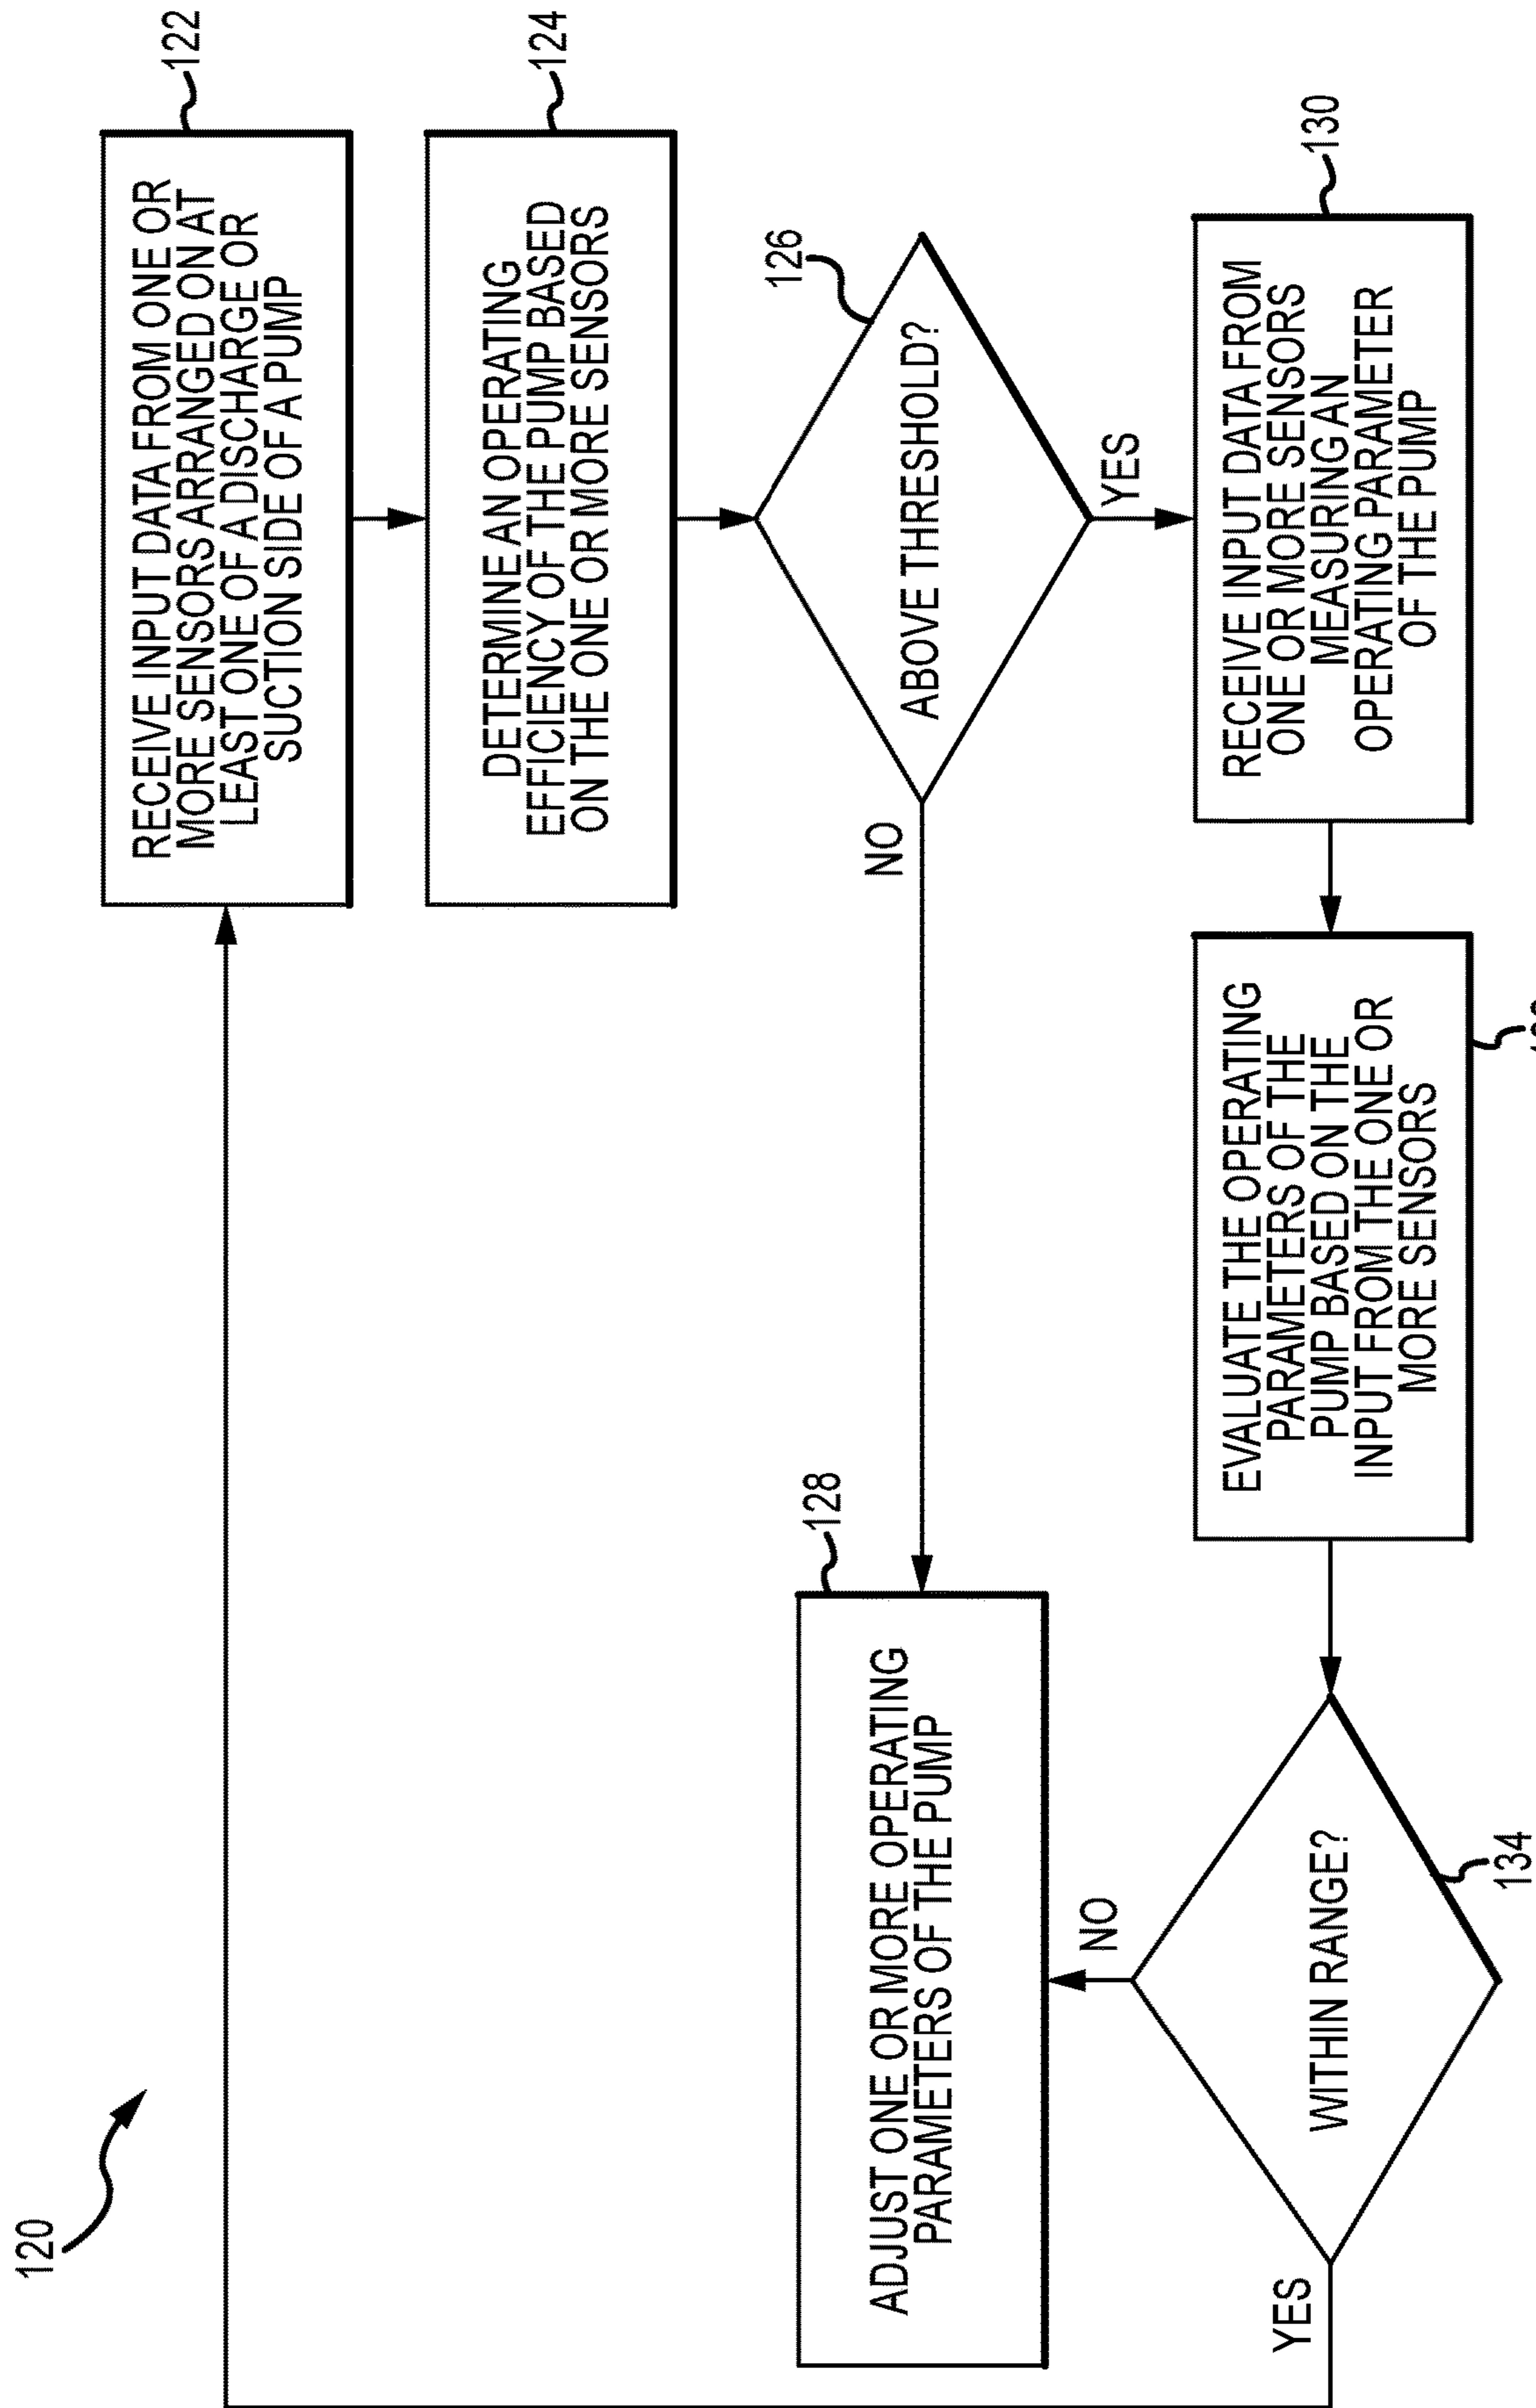 120
RECEIVE INPUT DATA FROM ONE OR
MORE SENSORS ARRANGED ON AT
LEAST ONE OF A DISCHARGE OR
SUCTION SIDE OF A PUMP
122
DETERMINE AN OPERATING
EFFICIENCY OF THE PUMP BASED
ON THE ONE OR MORE SENSORS
124
ABOVE THRESHOLD?
126
NO
YES
ADJUST ONE OR MORE OPERATING
PARAMETERS OF THE PUMP
128
RECEIVE INPUT DATA FROM
ONE OR MORE SENSORS
MEASURING AN
OPERATING PARAMETER
OF THE PUMP
130
EVALUATE THE OPERATING
PARAMETERS OF THE
PUMP BASED ON THE
INPUT FROM THE ONE OR
MORE SENSORS
WITHIN RANGE?
134
NO
YES